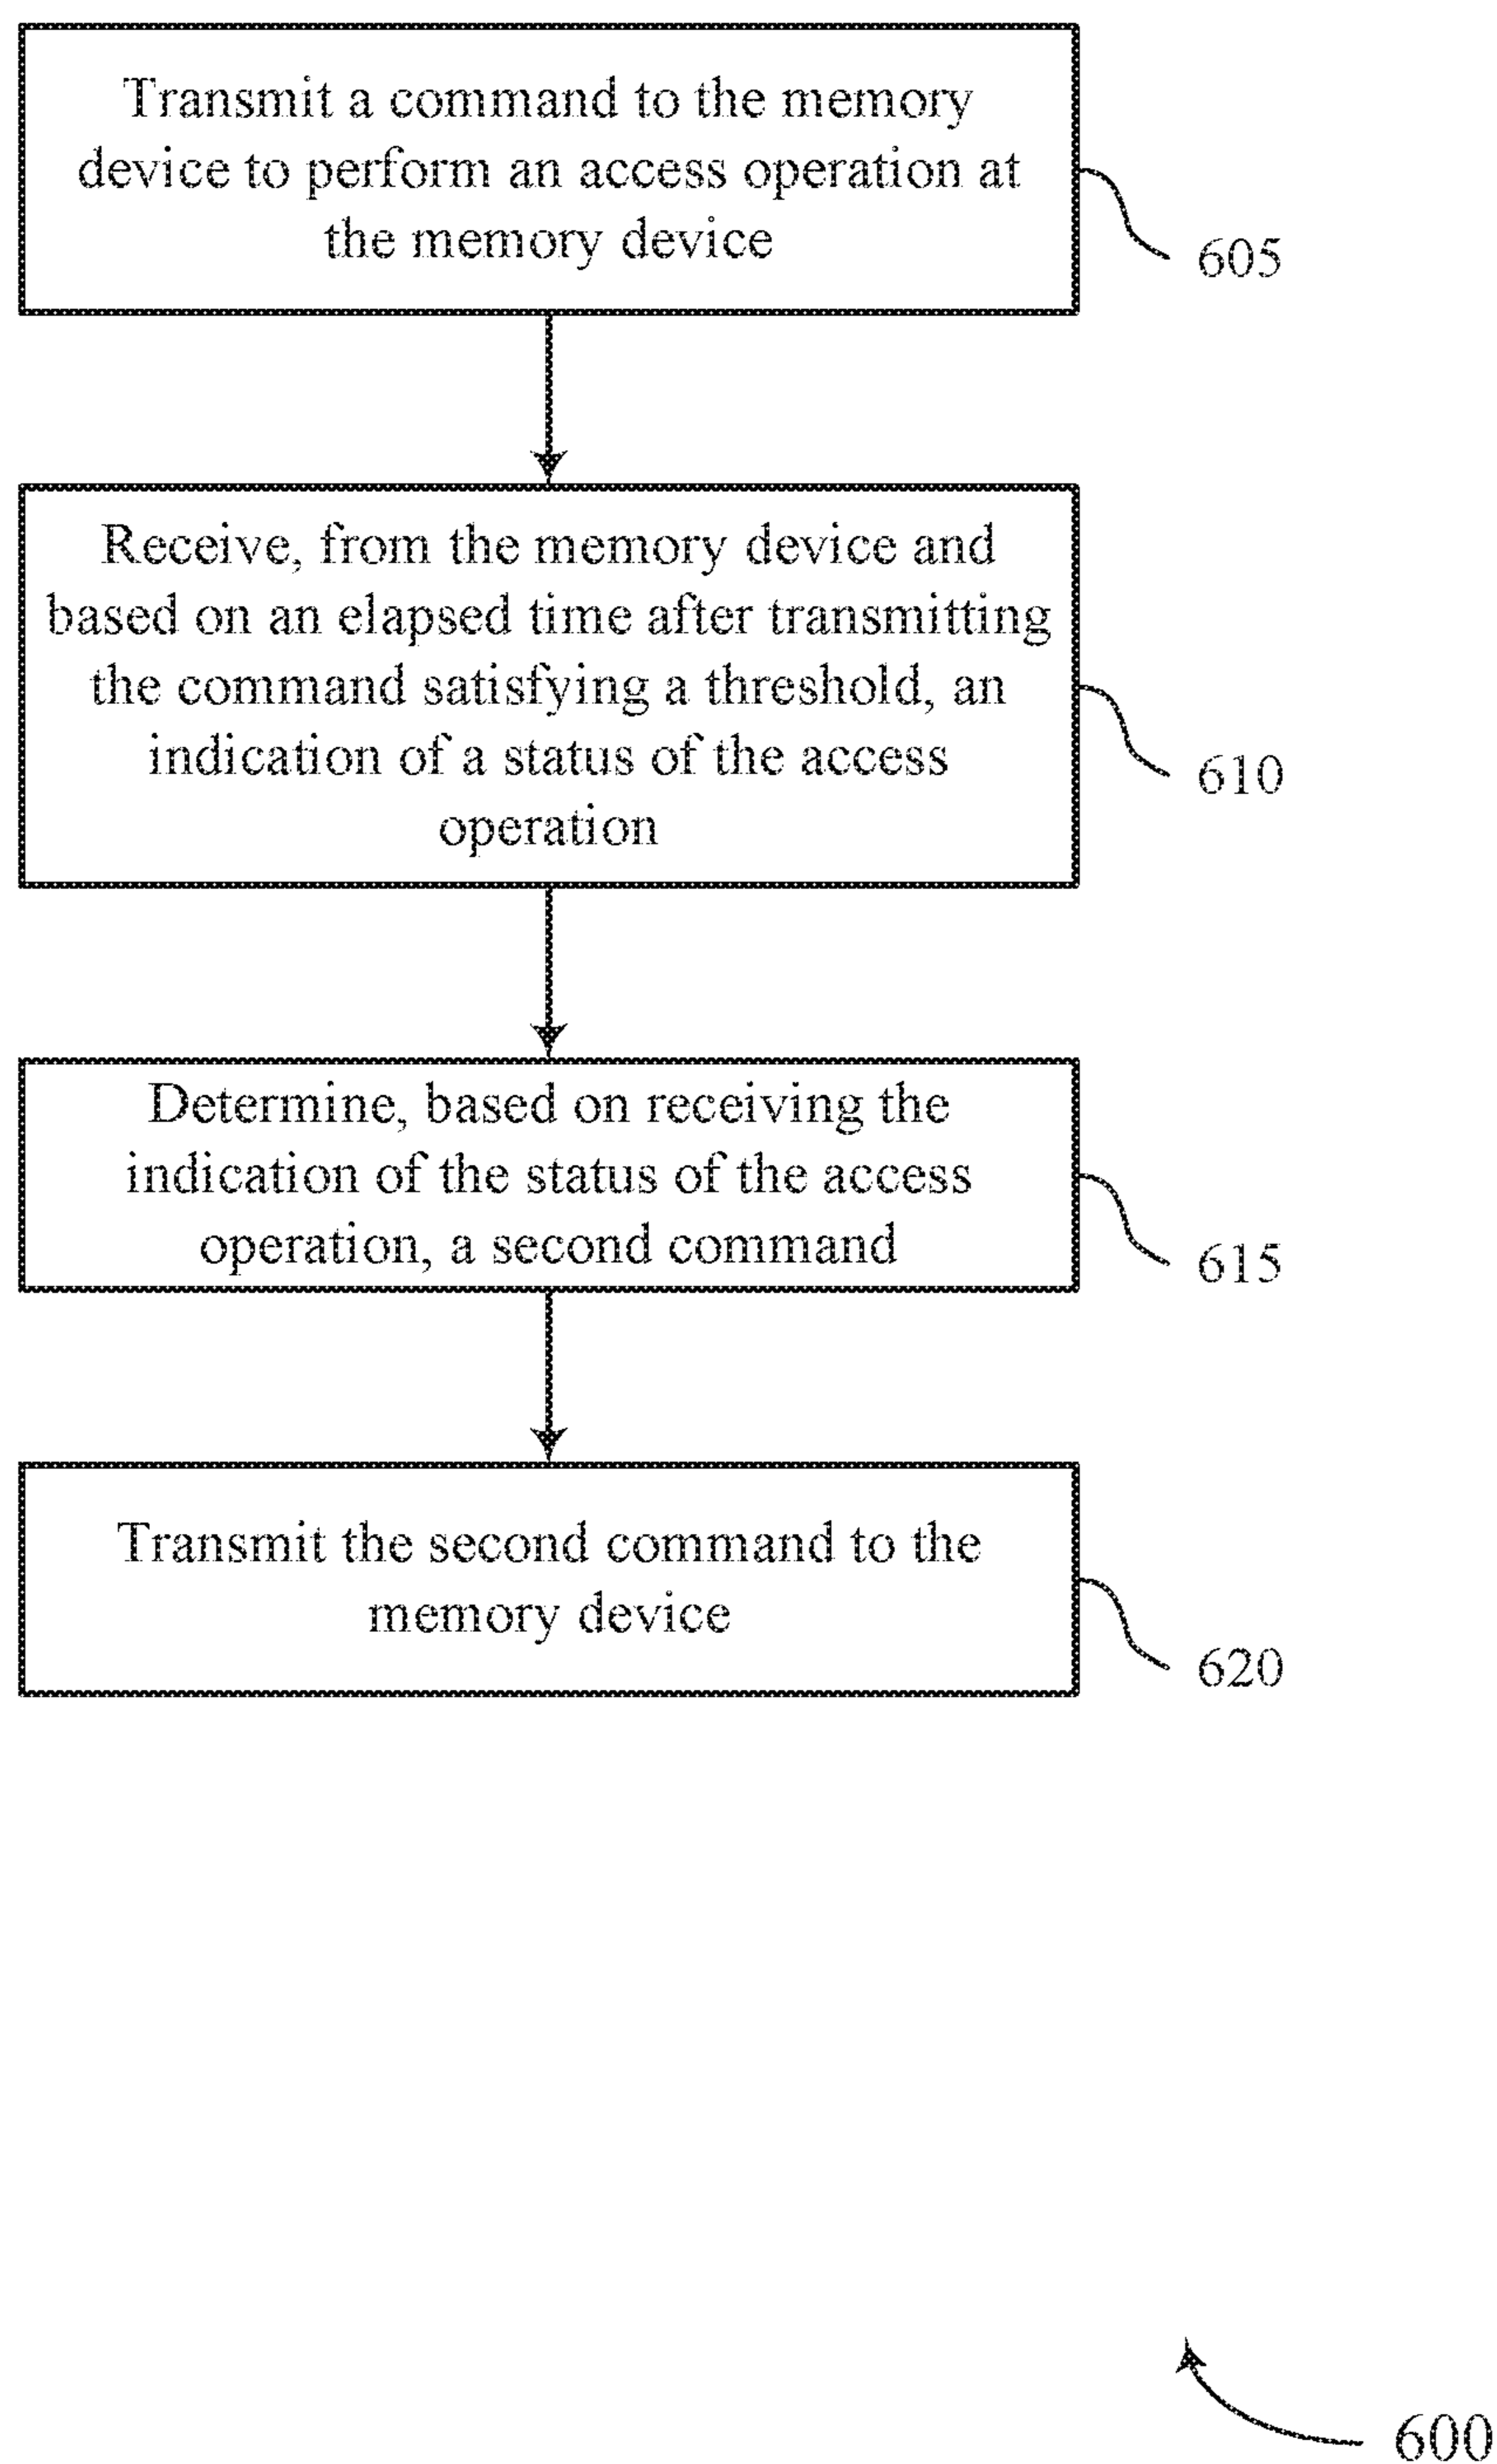 Transmit a command to the memory
device to perform an access operation at
the memory device
605
Receive, from the memory device and
based on an elapsed time after transmitting
the command satisfying a threshold, an
indication of a status of the access
operation
610
Determine, based on receiving the
indication of the status of the access
operation, a second command
615
Transmit the second command to the
memory device
620
600